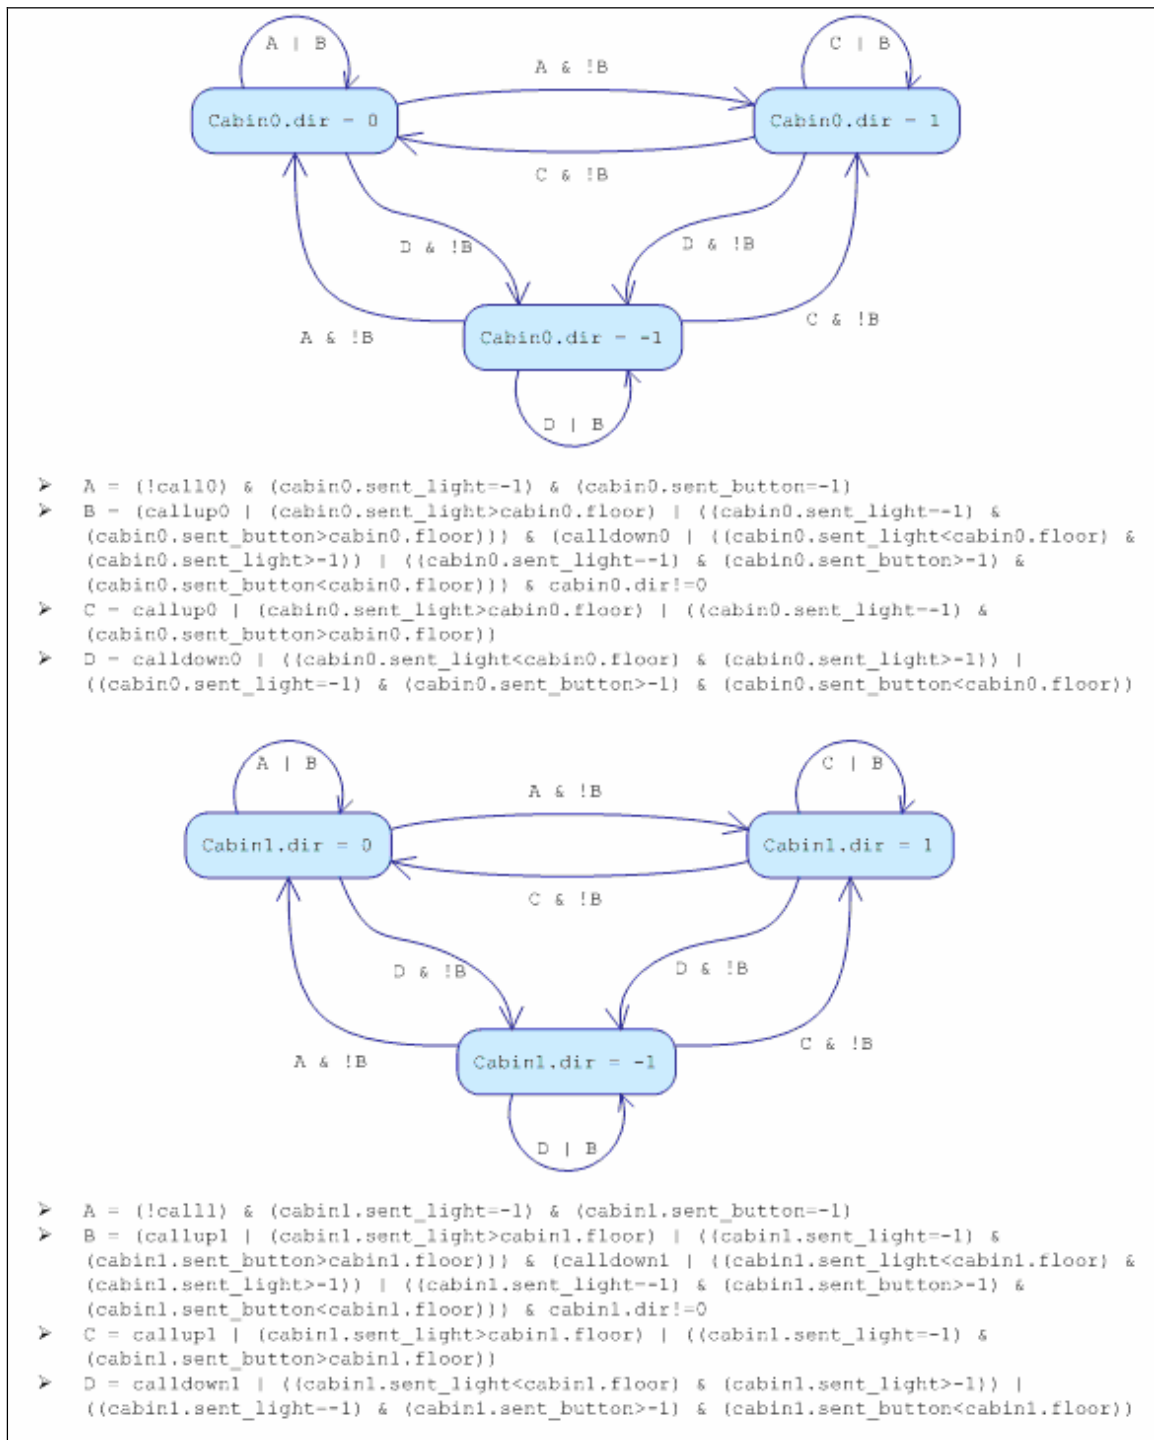 A | B
C | B
A & !B
Cabin0.dir = 0
Cabin0.dir = 1
C & !B
D & !B
D & !B
A & !B
C & !B
Cabin0.dir = -1
D | B
➢ A = (!call0) & (cabin0.sent_light=-1) & (cabin0.sent_button=-1)
➢ B = (callup0 | (cabin0.sent_light>cabin0.floor) | ((cabin0.sent_light=-1) &
(cabin0.sent_button>cabin0.floor))) & (calldown0 | ((cabin0.sent_light<cabin0.floor) &
(cabin0.sent_light>-1)) | ((cabin0.sent_light=-1) & (cabin0.sent_button>-1) &
(cabin0.sent_button<cabin0.floor))) & cabin0.dir!=0
➢ C = callup0 | (cabin0.sent_light>cabin0.floor) | ((cabin0.sent_light=-1) &
(cabin0.sent_button>cabin0.floor))
➢ D = calldown0 | ((cabin0.sent_light<cabin0.floor) & (cabin0.sent_light>-1)) |
((cabin0.sent_light=-1) & (cabin0.sent_button>-1) & (cabin0.sent_button<cabin0.floor))
A | B
C | B
A & !B
Cabin1.dir = 0
Cabin1.dir = 1
C & !B
D & !B
D & !B
A & !B
C & !B
Cabin1.dir = -1
D | B
➢ A = (!call1) & (cabin1.sent_light=-1) & (cabin1.sent_button=-1)
➢ B = (callup1 | (cabin1.sent_light>cabin1.floor) | ((cabin1.sent_light=-1) &
(cabin1.sent_button>cabin1.floor))) & (calldown1 | ((cabin1.sent_light<cabin1.floor) &
(cabin1.sent_light>-1)) | ((cabin1.sent_light=-1) & (cabin1.sent_button>-1) &
(cabin1.sent_button<cabin1.floor))) & cabin1.dir!=0
➢ C = callup1 | (cabin1.sent_light>cabin1.floor) | ((cabin1.sent_light=-1) &
(cabin1.sent_button>cabin1.floor))
➢ D = calldown1 | ((cabin1.sent_light<cabin1.floor) & (cabin1.sent_light>-1)) |
((cabin1.sent_light=-1) & (cabin1.sent_button>-1) & (cabin1.sent_button<cabin1.floor))